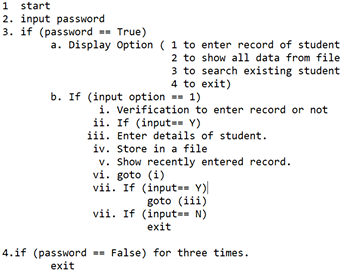 1 start
2. input password
3. if (password == True)
a. Display Option ( 1 to enter record of student
2 to show all data from file
3 to search existing student
4 to exit)
b. If (input option == 1)
i. Verification to enter record or not
ii. If (input== Y)
iii. Enter details of student.
iv. Store in a file
v. Show recently entered record.
vi. goto (i)
vii. If (input== Y)
goto (iii)
vii. If (input== N)
exit
4.if (password == False) for three times.
exit